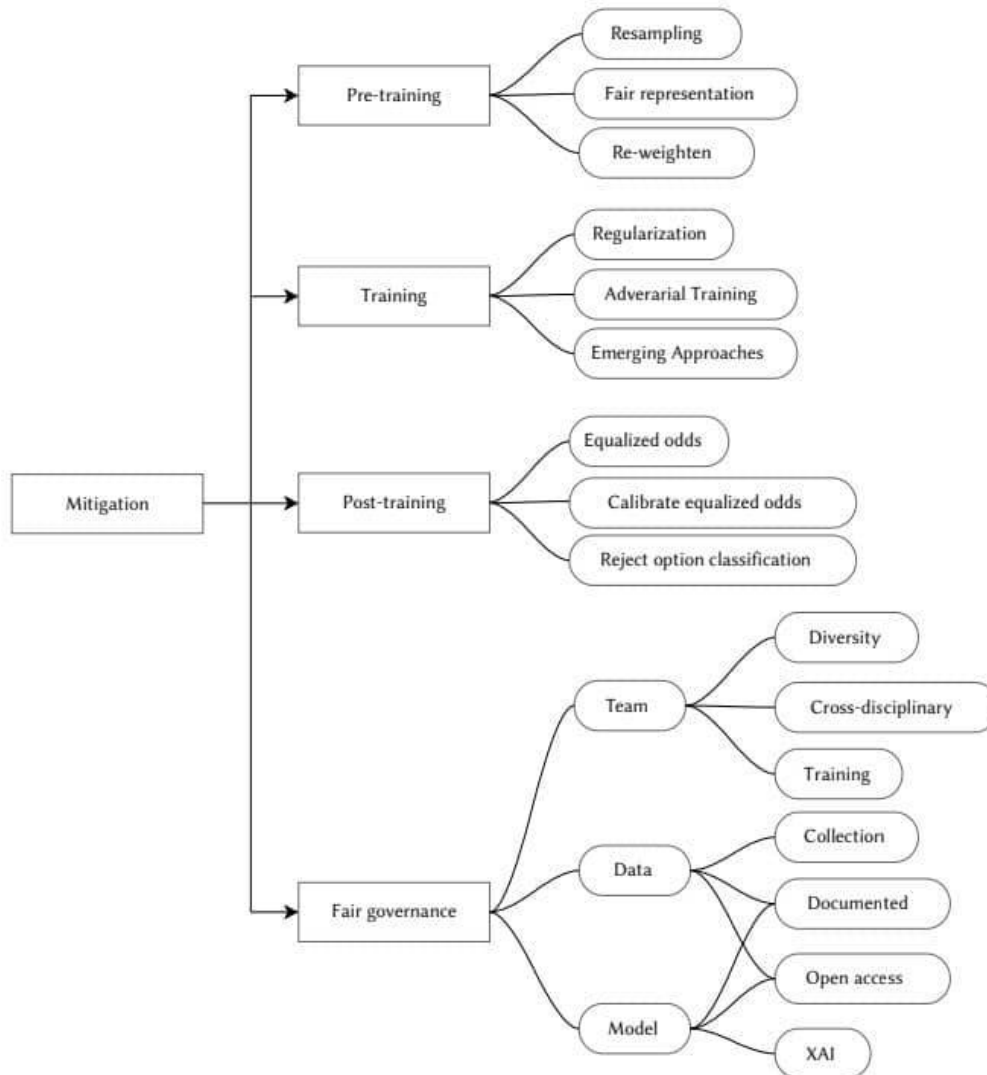 Resampling
Pre-training
Fair representation
Re-weighten
Regularization
Training
Adverarial Training
Emerging Approaches
Equalized odds
Mitigation
Post-training
Calibrate equalized odds
Reject option classification
Diversity
Team
Cross-disciplinary
Training
Collection
Data
Documented
Fair governance
Open access
Model
XAI